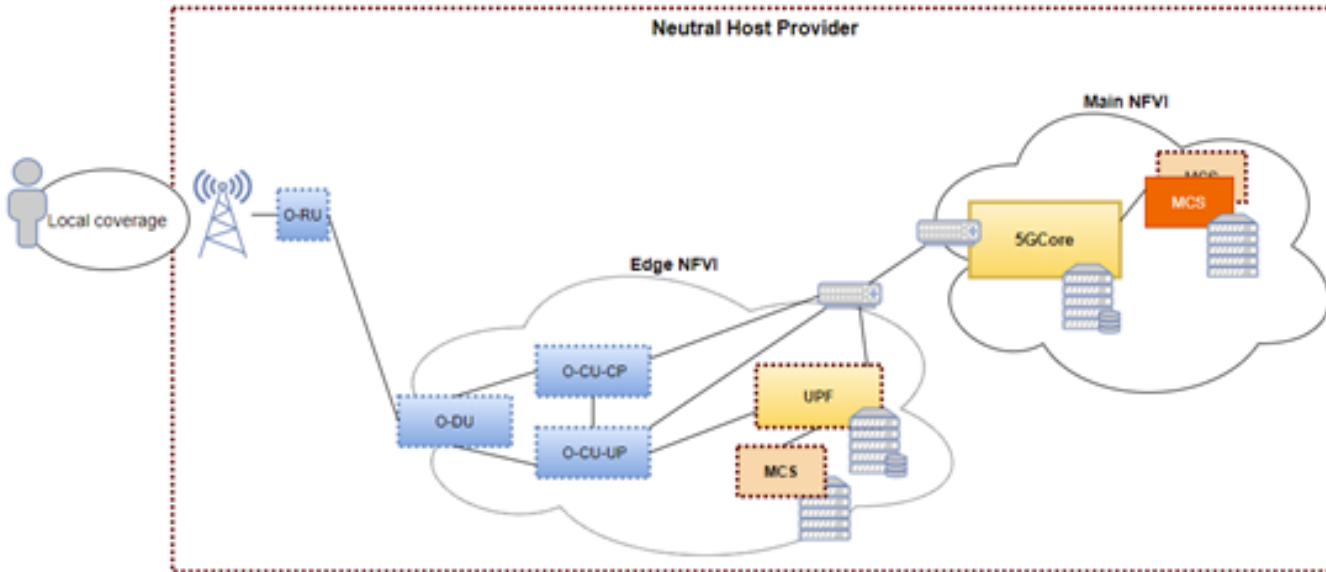 Neutral Host Provider
Main NFVI
MCS
MCS
5GCore
Local coverage
O-RU
Edge NFVI
O-CU-CP
UPF
O-DU
O-CU-UP
MCS